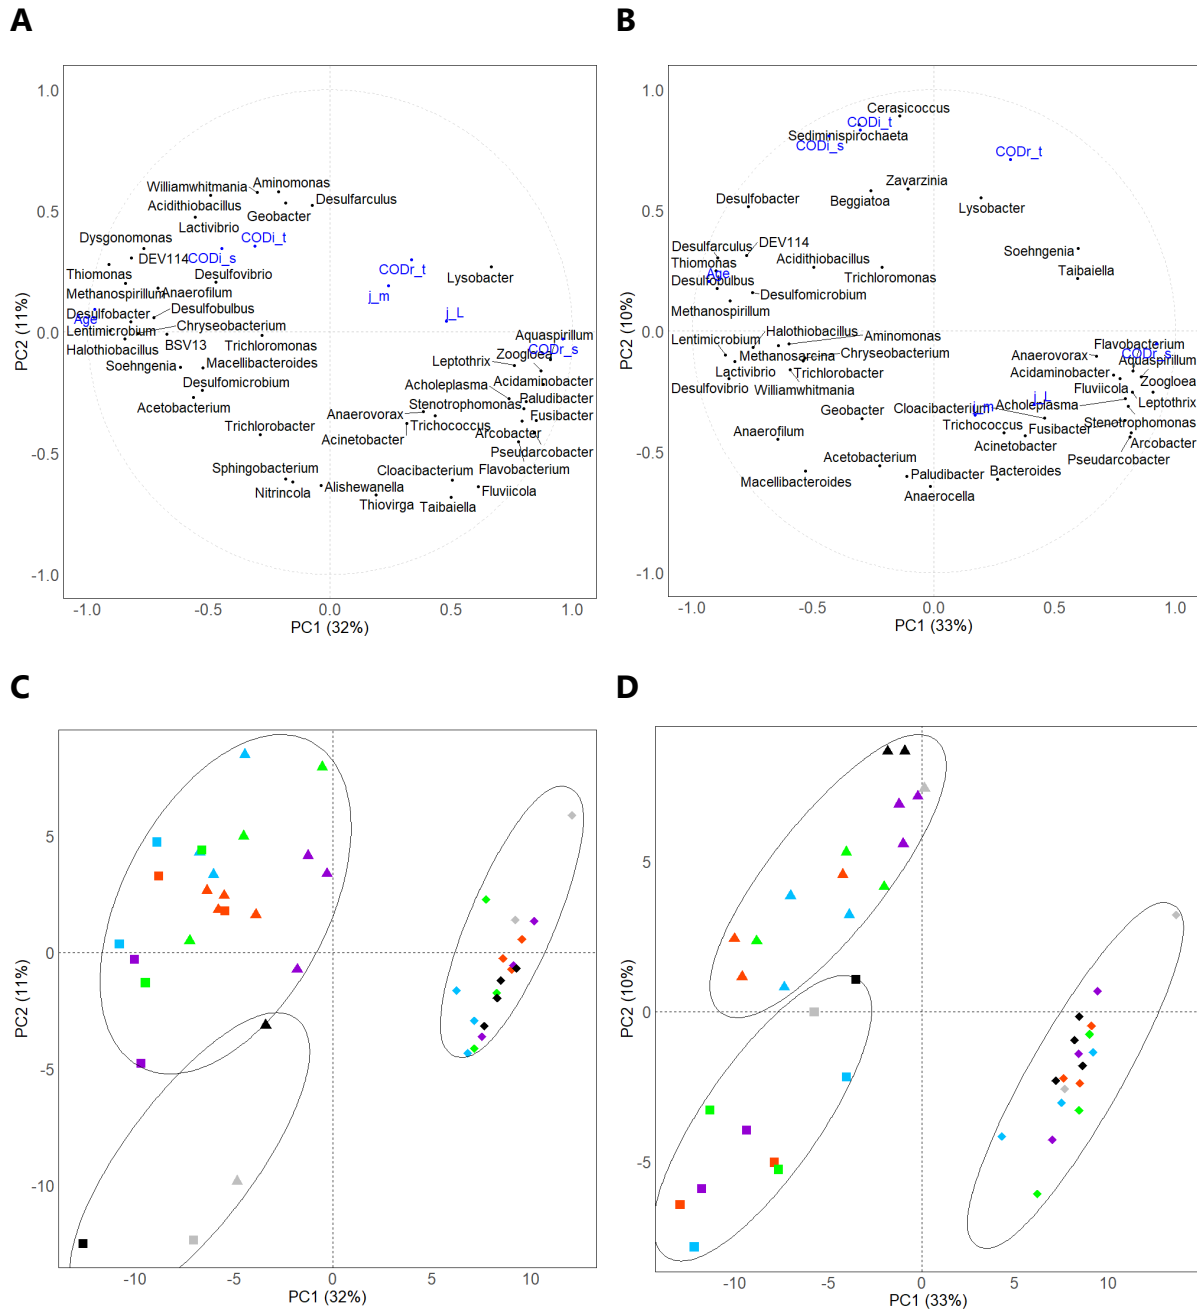 A
B
1.0
0.5
0.0
-0.5
-1.0
PC2 (11%)
Williamwhitmania
Aminomonas
Acidithiobacillus
Desulfarculus
Geobacter
Lactivibrio
Dysgonomonas
CODi_t
DEV114
CODi_s
Thiomonas
Desulfovibrio
CODr_t
Lysobacter
Methanospirillum
Anaerofilum
j_m
Desulfobacter
Desulfobulbus
j_L
Age
Lentimicrobium
Chryseobacterium
Aquaspirillum
Halothiobacillus
BSV13
Trichloromonas
CODr_s
Zoogloea
Leptothrix
Soehngenia
Macellibacteroides
Acidaminobacter
Desulfomicrobium
Acholeplasma
Paludibacter
Acetobacterium
Stenotrophomonas
Anaerovorax
Fusibacter
Trichlorobacter
Trichococcus
Acinetobacter
Arcobacter
Pseudarcobacter
Sphingobacterium
Cloacibacterium
Flavobacterium
Nitrincola
Alishewanella
Fluviicola
Thiovirga
Taibaiella
-1.0
-0.5
0.0
0.5
1.0
PC1 (32%)
1.0
0.5
0.0
-0.5
-1.0
PC2 (10%)
Cerasicoccus
CODi_t
Sediminispirochaeta
CODi_s
CODr_t
Zavarzinia
Desulfobacter
Beggiatoa
Lysobacter
Desulfarculus
DEV114
Soehngenia
Thiomonas
Acidithiobacillus
Age
Taibaiella
Desulfobulbus
Trichloromonas
Desulfomicrobium
Methanospirillum
Halothiobacillus
Aminomonas
Lentimicrobium
Flavobacterium
Methanosarcina
Chryseobacterium
Anaerovorax
CODr_s
Aquaspirillum
Lactivibrio
Trichlorobacter
Acidaminobacter
Desulfovibrio
Williamwhitmania
Fluviicola
Zoogloea
j_L
Leptothrix
Geobacter
Cloacibacterium
j_m
Acholeplasma
Anaerofilum
Trichococcus
Fusibacter
Stenotrophomonas
Acinetobacter
Arcobacter
Acetobacterium
Pseudarcobacter
Macellibacteroides
Paludibacter
Bacteroides
Anaerocella
-1.0
-0.5
0.0
0.5
1.0
PC1 (33%)
C
D
5
0
-5
-10
PC2 (11%)
-10
-5
0
5
10
PC1 (32%)
5
0
-5
PC2 (10%)
-10
-5
0
5
10
PC1 (33%)